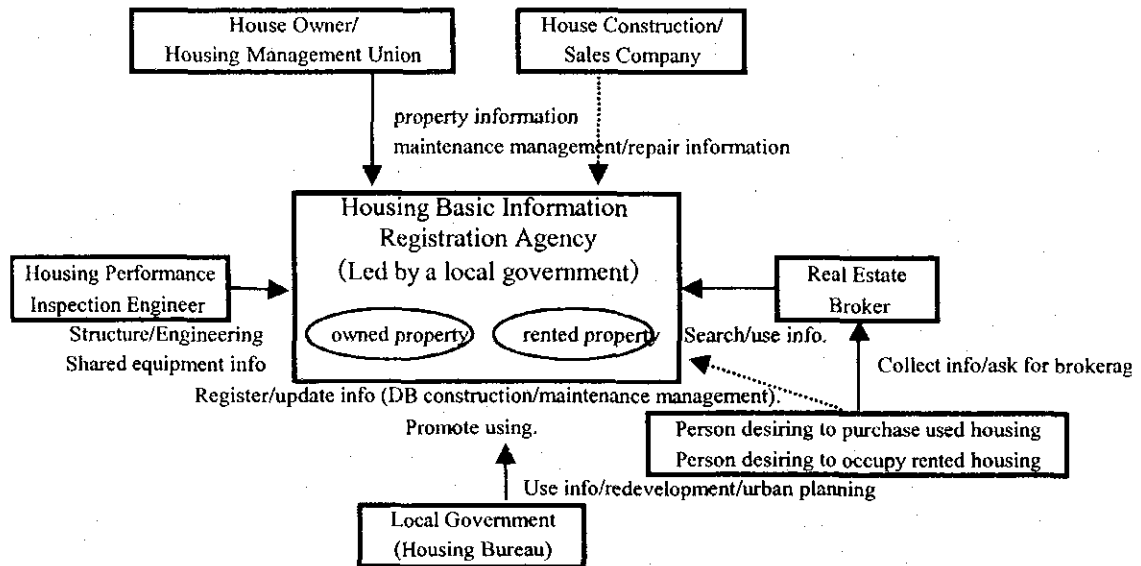 House Owner/
Housing Management Union
House Construction/
Sales Company
property information
maintenance management/repair information
Housing Basic Information
Registration Agency
(Led by a local government)
owned property
rented property
Housing Performance
Inspection Engineer
Structure/Engineering
Shared equipment info
Real Estate
Broker
Search/use info.
Collect info/ask for brokerag
Register/update info (DB construction/maintenance management).
Promote using.
Person desiring to purchase used housing
Person desiring to occupy rented housing
Use info/redevelopment/urban planning
Local Government
(Housing Bureau)